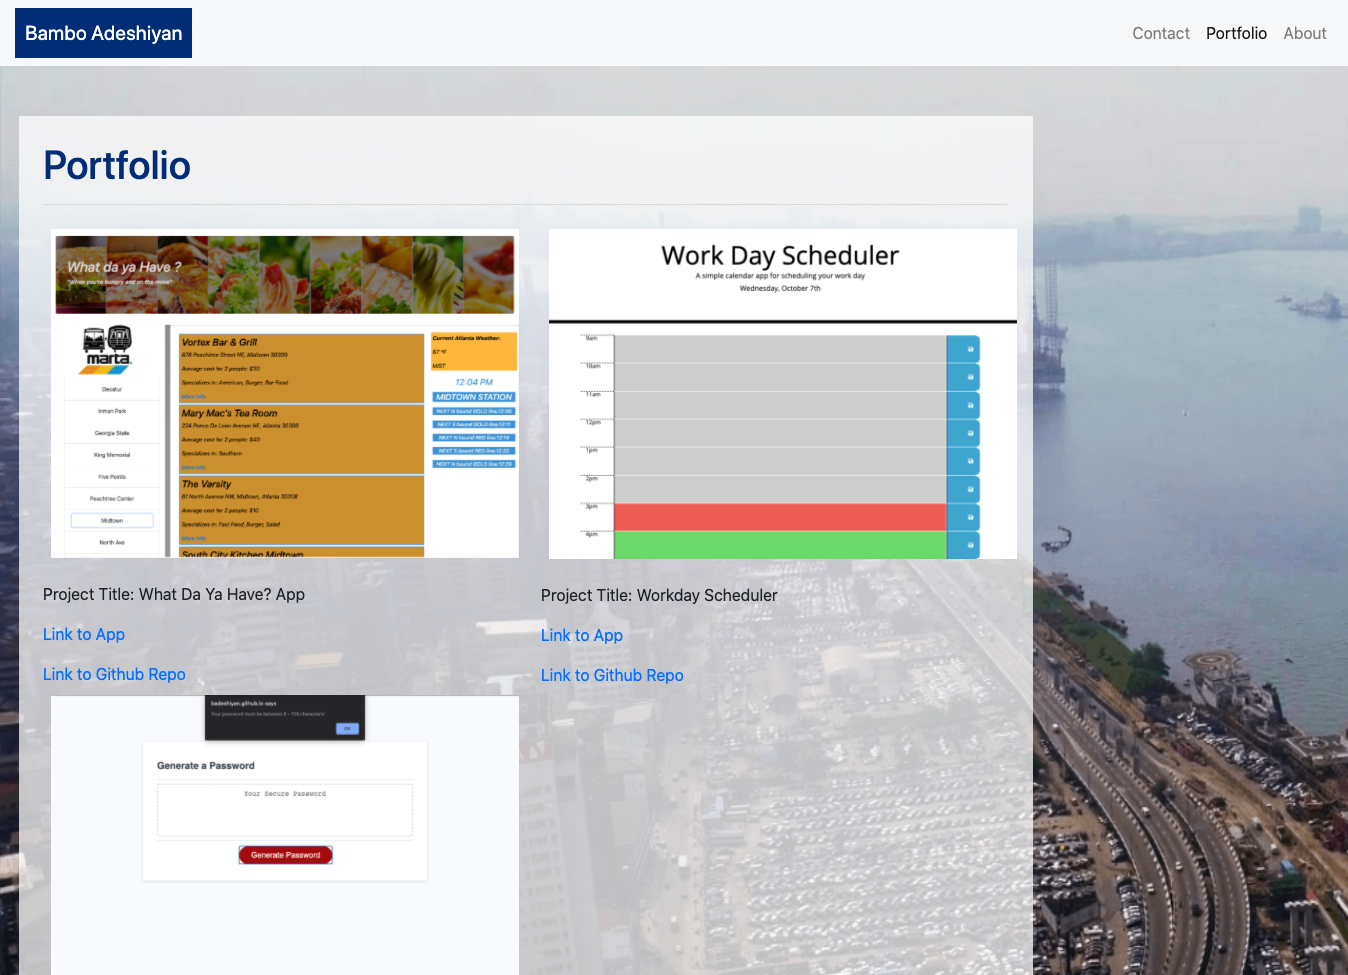 Bambo Adeshiyan
Contact Portfolio About
Portfolio
What da ya Have ?
"When you're hungry and on the move"
marta
Decatur
Inman Park
Georgia State
King Memorial
Five Points
Peachtree Center
Midtown
North Ave
Vortex Bar & Grill
878 Peachtree Street NE, Midtown 30309
Average cost for 2 people: $30
Specializes in: American, Burger, Bar Food
More Info
Mary Mac's Tea Room
224 Ponce De Leon Avenue NE, Atlanta 30308
Average cost for 2 people: $40
Specializes in: Southern
More Info
The Varsity
61 North Avenue NW, Midtown, Atlanta 30308
Average cost for 2 people: $10
Specializes in: Fast Food, Burger, Salad
More Info
South City Kitchen Midtown
Current Atlanta Weather:
67 °F
MIST
12:04 PM
MIDTOWN STATION
NEXT N bound GOLD line 12:06
NEXT S bound GOLD line 12:11
NEXT N bound RED line 12:14
NEXT S bound RED line 12:22
NEXT N bound GOLD line 12:29
Work Day Scheduler
A simple calendar app for scheduling your work day
Wednesday, October 7th
9am
10am
11am
12pm
1pm
2pm
3pm
4pm
Project Title: What Da Ya Have? App
Link to App
Link to Github Repo
Project Title: Workday Scheduler
Link to App
Link to Github Repo
badeshiyan.github.io says
Your password must be between 8 - 128 characters!
OK
Generate a Password
Your Secure Password
Generate Password